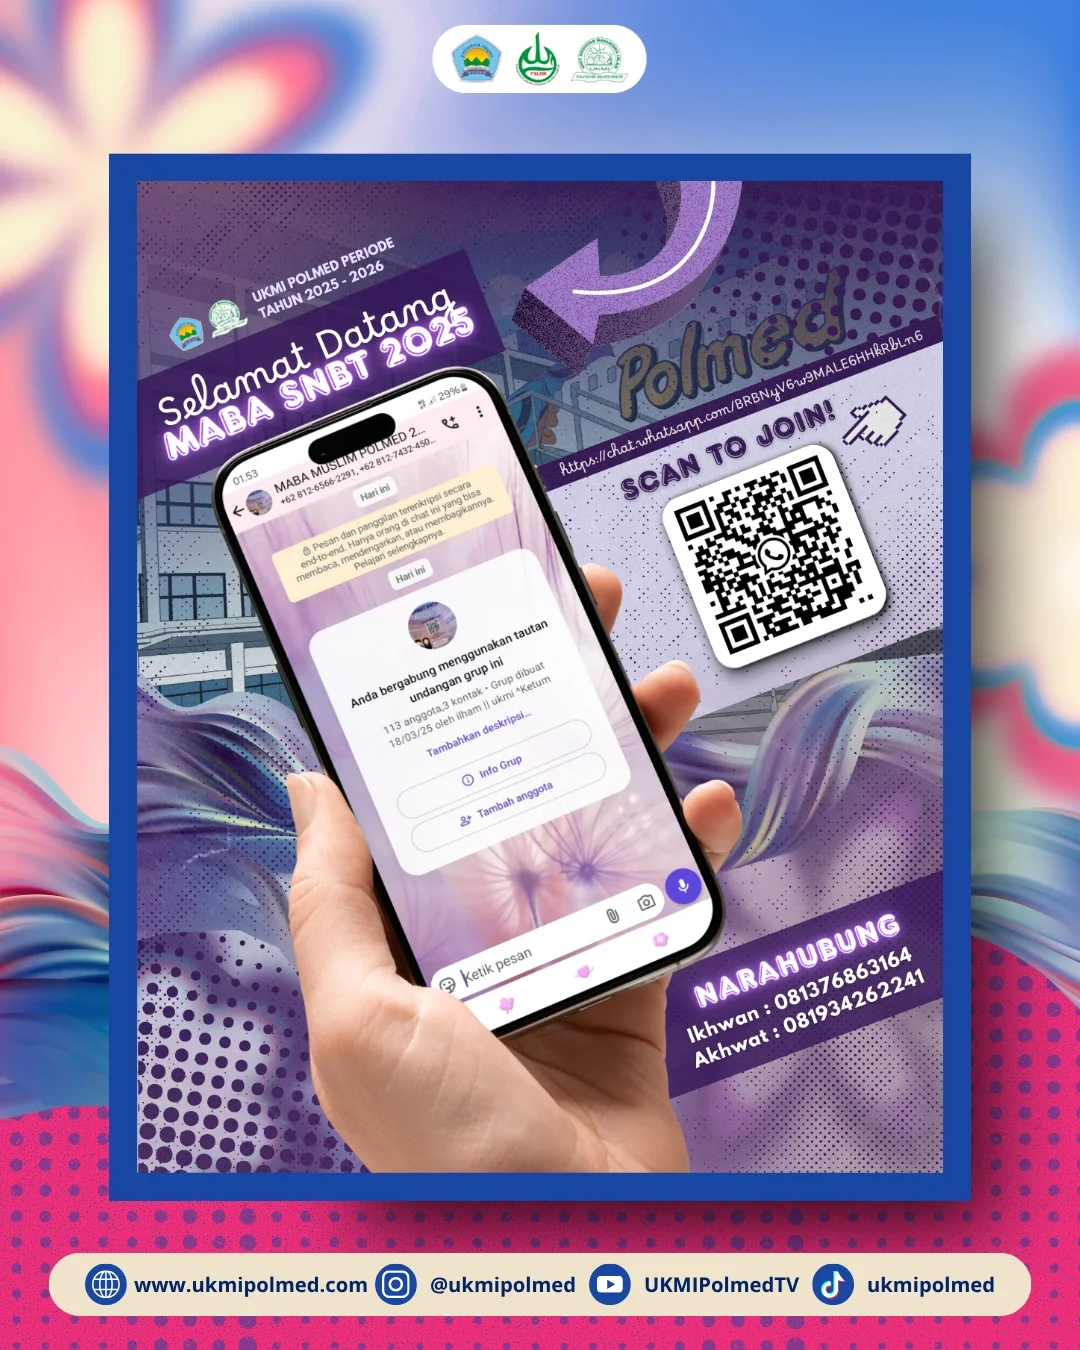 FSLDK
UKMI
UKMI POLMED PERIODE
TAHUN 2025 - 2026
Selamat Datang
MABA SNBT 2025
Polmed
https://chat.whatsapp.com/BRBNyV6w9MALE6HHkRbLn6
SCAN TO JOIN!
01.53
29%
MABA MUSLIM POLMED 2...
+62 812-6566-2291, +62 812-7432-450...
Hari ini
Pesan dan panggilan terenkripsi secara
end-to-end. Hanya orang di chat ini yang bisa
membaca, mendengarkan, atau membagikannya.
Pelajari selengkapnya.
Hari ini
Anda bergabung menggunakan tautan
undangan grup ini
113 anggota,3 kontak • Grup dibuat
18/03/25 oleh ilham || ukmi *Ketum
Tambahkan deskripsi...
Info Grup
Tambah anggota
Ketik pesan
NARAHUBUNG
Ikhwan : 081376863164
Akhwat : 081934262241
www.ukmipolmed.com
@ukmipolmed
UKMIPolmedTV
ukmipolmed